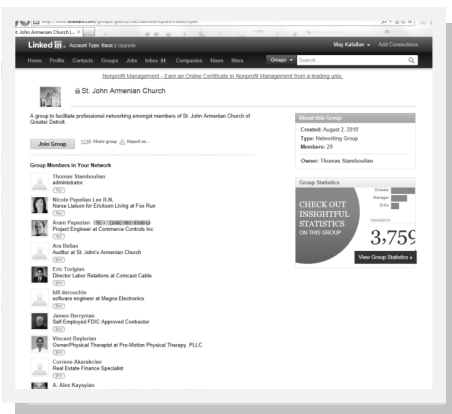 t. John Armenian Church |...
Linked in. Account Type: Basic | Upgrade
May Kafafian Add Connections
Home Profile Contacts Groups Jobs Inbox Companies News More Groups Search...
Nonprofit Management - Earn an Online Certificate in Nonprofit Management from a leading univ.
St. John Armenian Church
A group to facilitate professional networking amongst members of St. John Armenian Church of
Greater Detroit.
Join Group Share group Report as...
Group Members in Your Network
Thomas Stamboulian
administrator
Nicole Papelian Lee R.N.
Nurse Liaison for Erickson Living at Fox Run
Aram Papazian
Project Engineer at Commerce Controls Inc.
Ara Belian
Auditor at St. John's Armenian Church
Eric Torigian
Director Labor Relations at Comcast Cable
bill derouchie
software engineer at Magna Electronics
James Berryman
Self Employed FDIC Approved Contractor
Vincent Baylerian
Owner/Physical Therapist at Pro-Motion Physical Therapy, PLLC
Correne Akarakcian
Real Estate Finance Specialist
A. Alex Kayayian
About this Group
Created: August 2, 2010
Type: Networking Group
Members: 29
Owner: Thomas Stamboulian
Group Statistics
CHECK OUT
INSIGHTFUL
STATISTICS
ON THIS GROUP
Director
Manager
Entry
MEMBERS
3,759
View Group Statistics